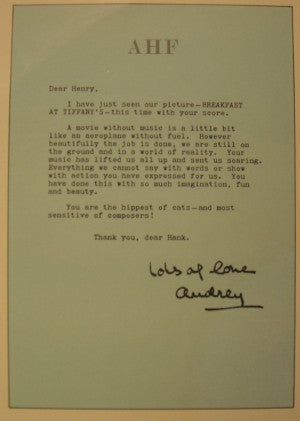 AHF
Dear Henry,
I have just seen our picture—BREAKFAST
AT TIFFANY'S—this time with your score.
A movie without music is a little bit
like an aeroplane without fuel. However
beautifully the job is done, we are still on
the ground and in a world of reality. Your
music has lifted us all up and sent us soaring.
Everything we cannot say with words or show
with action you have expressed for us. You
have done this with so much imagination, fun
and beauty.
You are the hippest of cats—and most
sensitive of composers!
Thank you, dear Hank.
Lots of love
Audrey